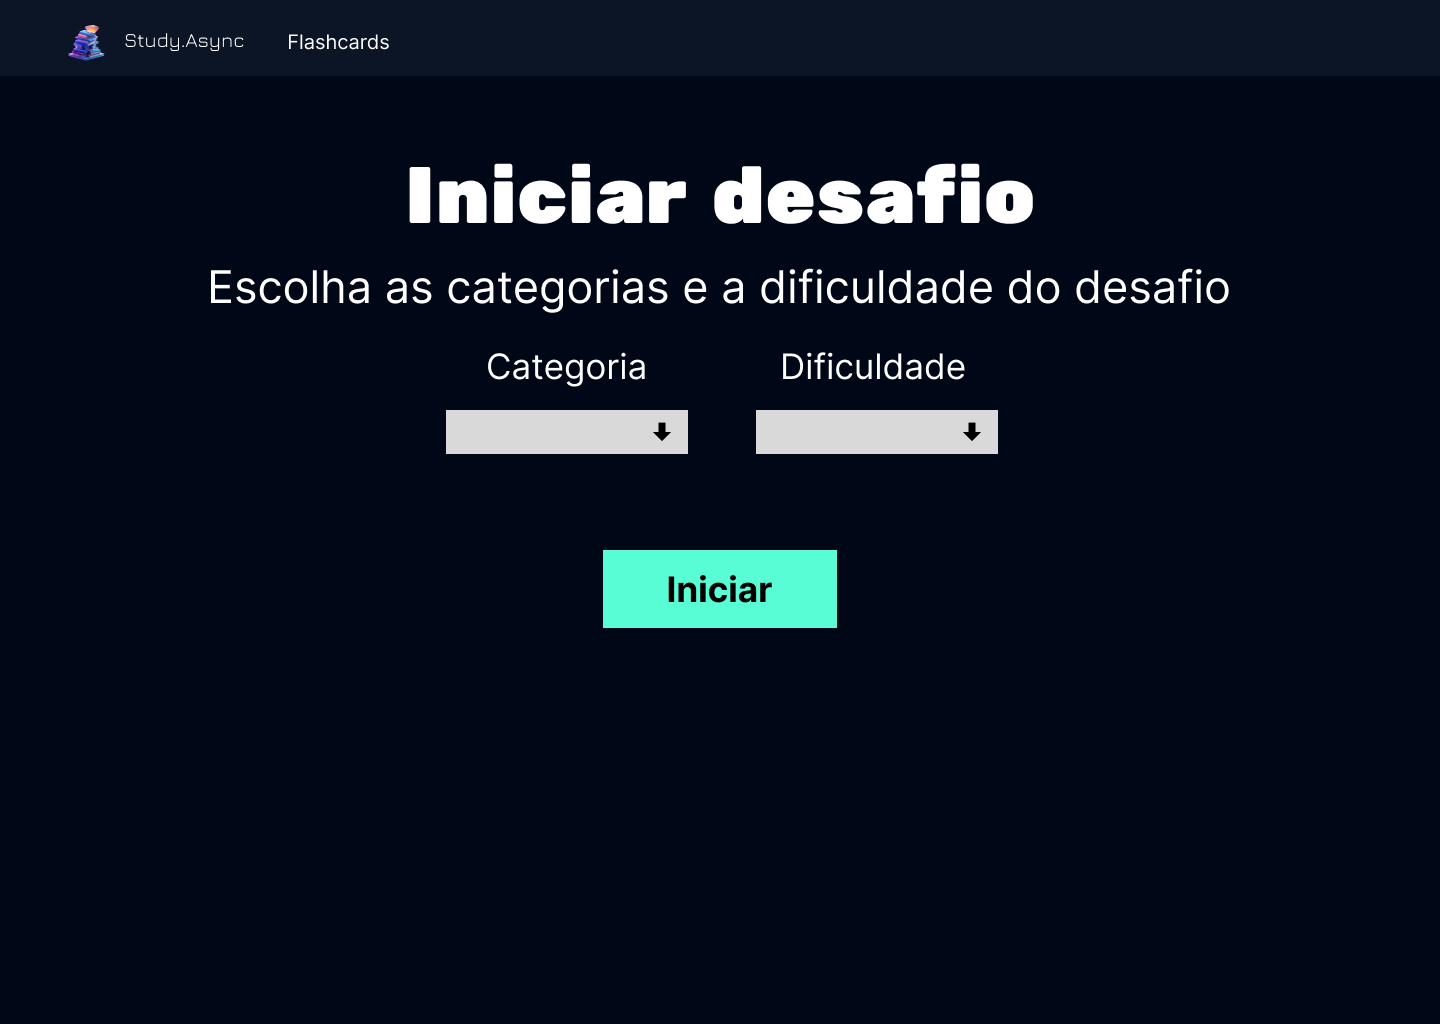 Study.Async Flashcards
Iniciar desafio
Escolha as categorias e a dificuldade do desafio
Categoria Dificuldade
Iniciar